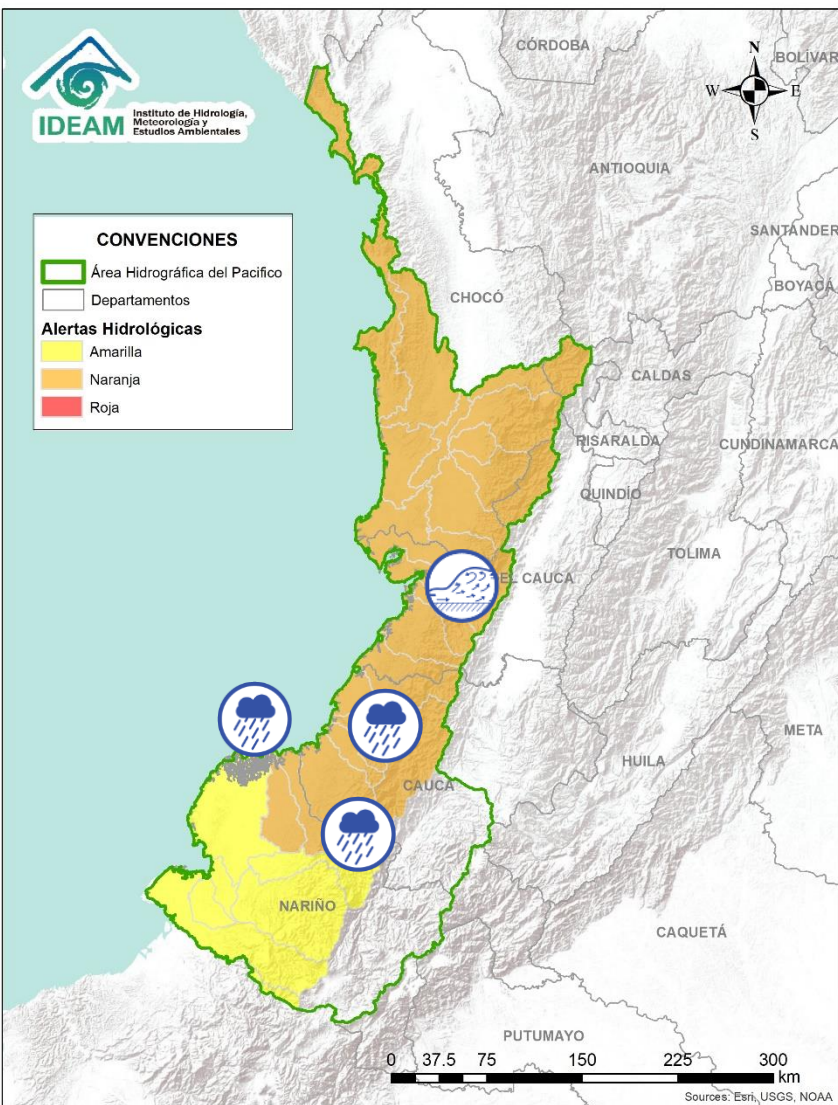 IDEAM
Instituto de Hidrología,
Meteorología y
Estudios Ambientales
CÓRDOBA
BOLÍVAR
N
W
E
S
ANTIOQUIA
SANTANDER
BOYACÁ
CONVENCIONES
Área Hidrográfica del Pacifico
Departamentos
Alertas Hidrológicas
Amarilla
Naranja
Roja
CHOCÓ
CALDAS
RISARALDA
CUNDINAMARCA
QUINDÍO
TOLIMA
EL CAUCA
META
HUILA
CAUCA
NARIÑO
CAQUETÁ
PUTUMAYO
0 37.5 75 150 225 300
km
Sources: Esri, USGS, NOAA